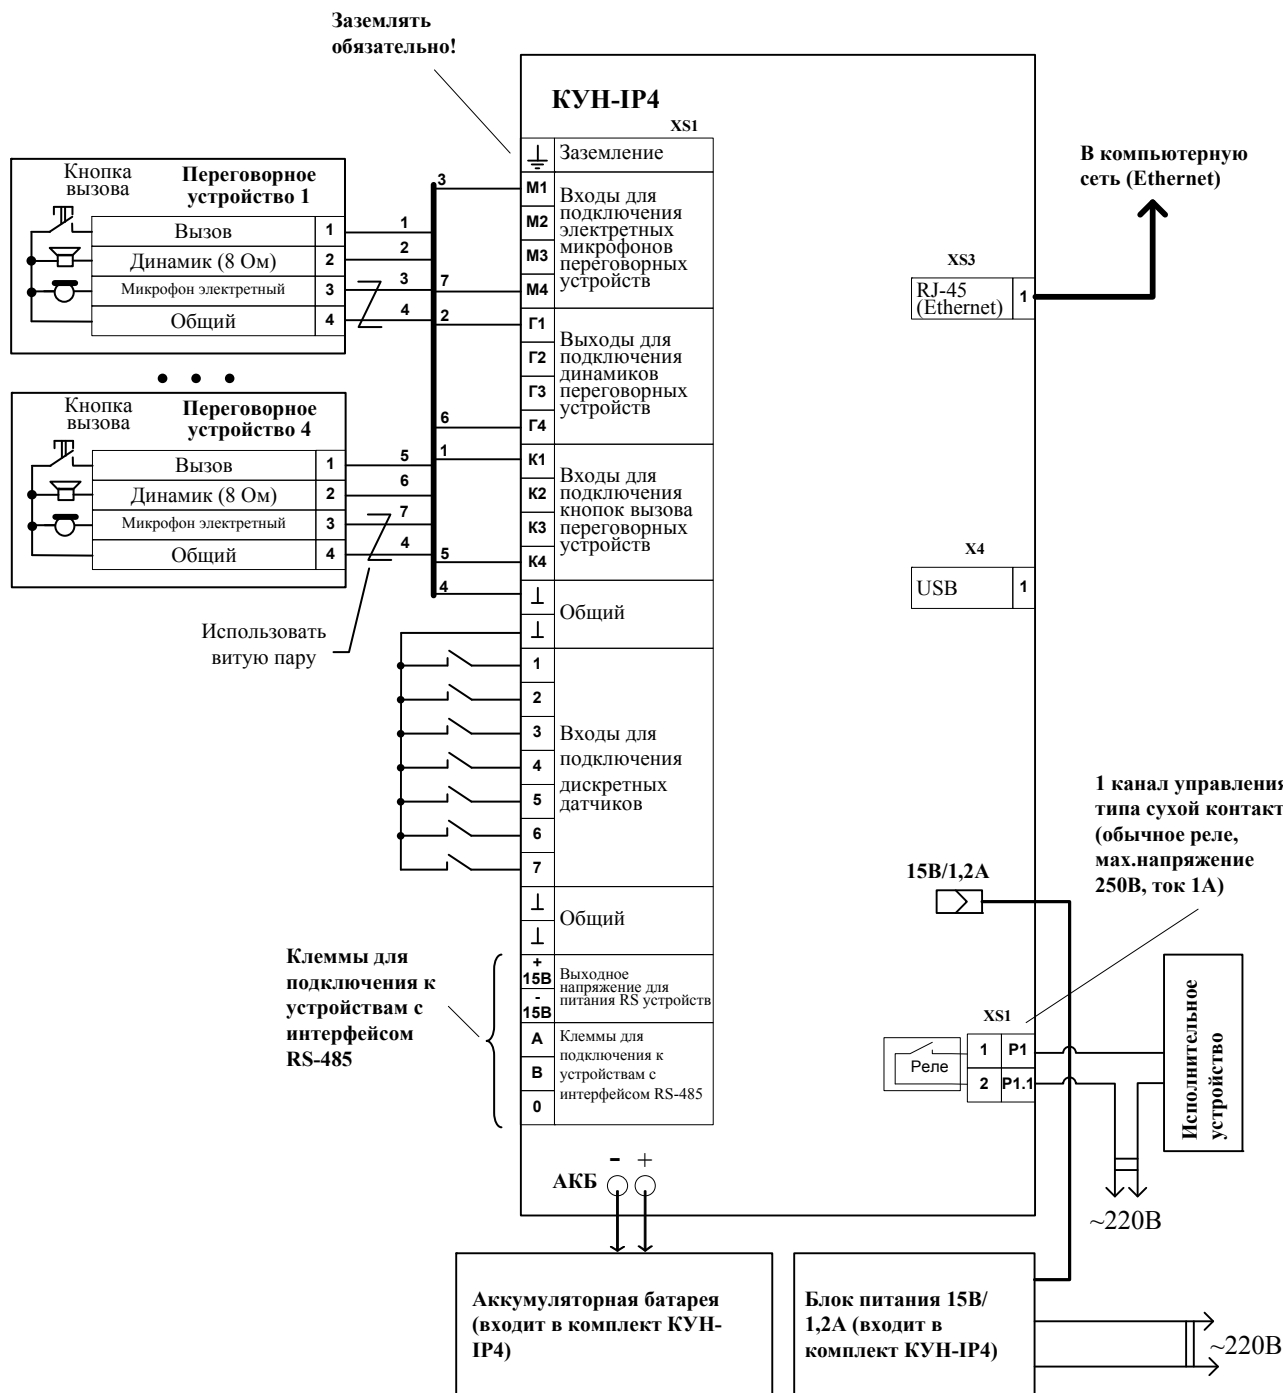 Заземлять
обязательно!
КУН-IP4
XS1
Заземление
М1
М2
М3
М4
Входы для
подключения
электретных
микрофонов
переговорных
устройств
Г1
Г2
Г3
Г4
Выходы для
подключения
динамиков
переговорных
устройств
К1
К2
К3
К4
Входы для
подключения
кнопок вызова
переговорных
устройств
Общий
1
2
3
4
5
6
7
Входы для
подключения
дискретных
датчиков
Общий
+
15В
-
15В
Выходное
напряжение для
питания RS устройств
А
В
0
Клеммы для
подключения к
устройствам с
интерфейсом RS-485
Кнопка
вызова
Переговорное
устройство 1
Вызов 1
Динамик (8 Ом) 2
Микрофон электретный 3
Общий 4
1
2
3
4
3
7
2
6
1
5
4
Кнопка
вызова
Переговорное
устройство 4
Вызов 1
Динамик (8 Ом) 2
Микрофон электретный 3
Общий 4
5
6
7
4
Использовать
витую пару
Клеммы для
подключения к
устройствам с
интерфейсом
RS-485
В компьютерную
сеть (Ethernet)
XS3
RJ-45
(Ethernet)
1
X4
USB 1
1 канал управления
типа сухой контакт
(обычное реле,
мах.напряжение
250В, ток 1А)
15В/1,2А
XS1
Реле
1 Р1
2 Р1.1
Исполнительное
устройство
~220В
АКБ - +
Аккумуляторная батарея
(входит в комплект КУН-
IP4)
Блок питания 15В/
1,2А (входит в
комплект КУН-IP4)
~220В